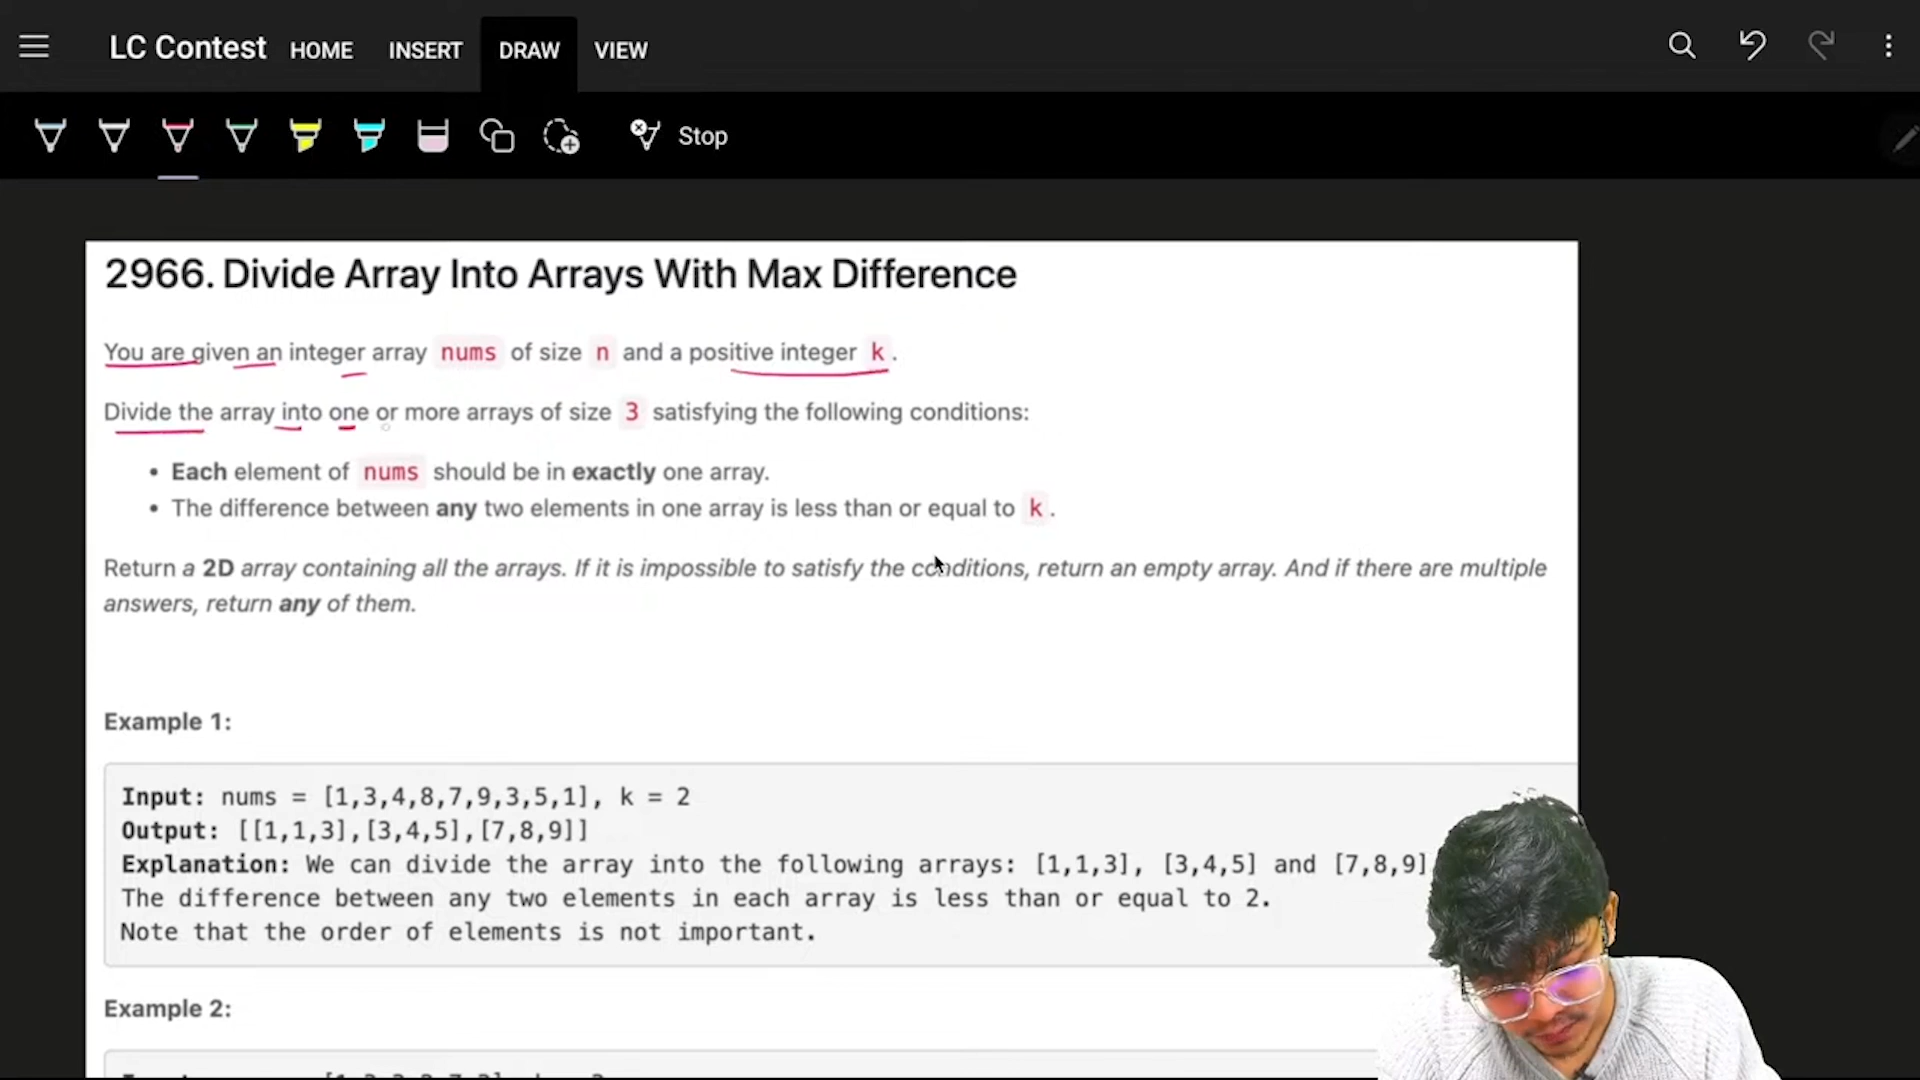 LC Contest HOME INSERT DRAW VIEW
Stop
2966. Divide Array Into Arrays With Max Difference
You are given an integer array nums of size n and a positive integer k.
Divide the array into one or more arrays of size 3 satisfying the following conditions:
• Each element of nums should be in exactly one array.
• The difference between any two elements in one array is less than or equal to k.
Return a 2D array containing all the arrays. If it is impossible to satisfy the conditions, return an empty array. And if there are multiple
answers, return any of them.
Example 1:
Input: nums = [1,3,4,8,7,9,3,5,1], k = 2
Output: [[1,1,3],[3,4,5],[7,8,9]]
Explanation: We can divide the array into the following arrays: [1,1,3], [3,4,5] and [7,8,9]
The difference between any two elements in each array is less than or equal to 2.
Note that the order of elements is not important.
Example 2: